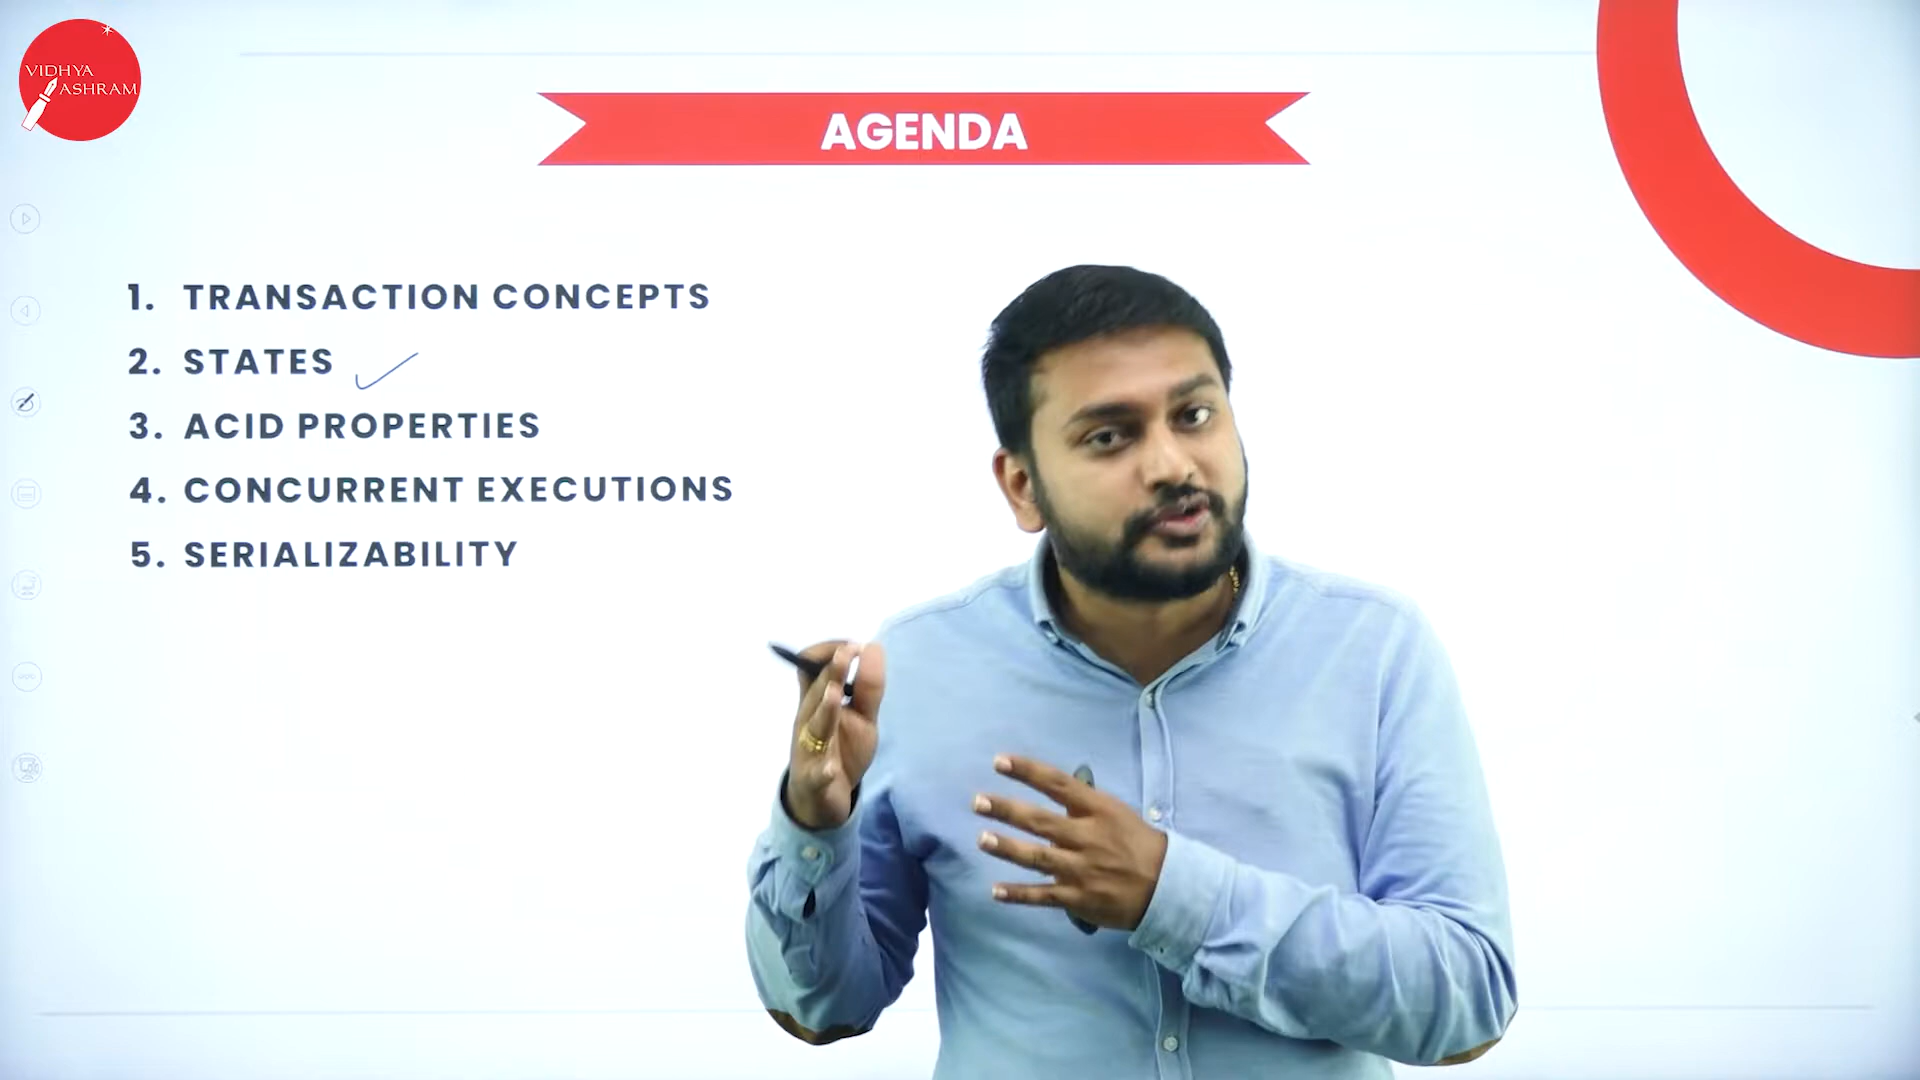 VIDHYA
ASHRAM
AGENDA
1. TRANSACTION CONCEPTS
2. STATES
3. ACID PROPERTIES
4. CONCURRENT EXECUTIONS
5. SERIALIZABILITY